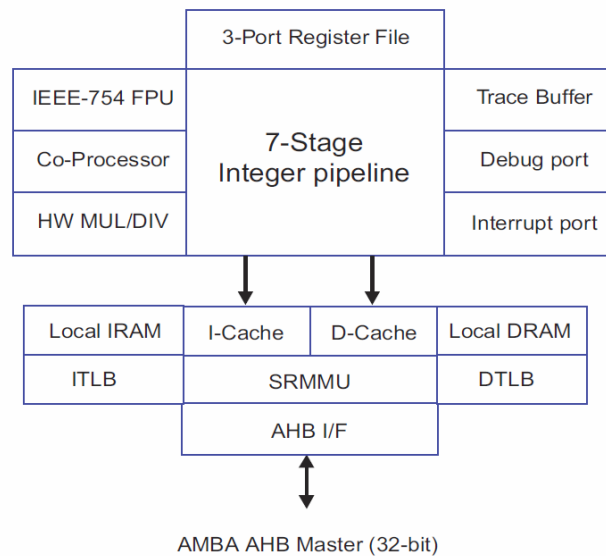 3-Port Register File
IEEE-754 FPU
7-Stage
Integer pipeline
Trace Buffer
Co-Processor
Debug port
HW MUL/DIV
Interrupt port
Local IRAM
I-Cache
D-Cache
Local DRAM
ITLB
SRMMU
DTLB
AHB I/F
AMBA AHB Master (32-bit)